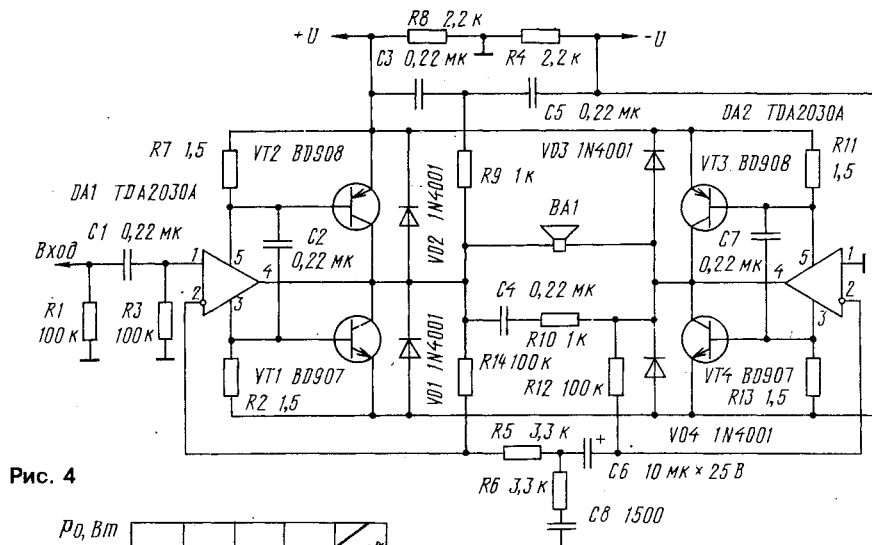 R8 2,2 к
+U
-U
C3 0,22 мк
R4 2,2 к
C5 0,22 мк
DA2 TDA2030A
R7 1,5
VT2 BD908
VD3 1N4001
VT3 BD908
R11 1,5
DA1 TDA2030A
VD2 1N4001
R9 1 к
BA1
C1 0,22 мк
Вход
C2 0,22 мк
C7 0,22 мк
1
2
5
4
3
4
5
1
2
3
R1 100 к
R3 100 к
C4 0,22 мк
R10 1 к
VT1 BD907
VD1 1N4001
R14 100 к
R12 100 к
VT4 BD907
R2 1,5
R13 1,5
R5 3,3 к
VD4 1N4001
+
C6 10 мк × 25 В
R6 3,3 к
C8 1500
Рис. 4
P0, Вт